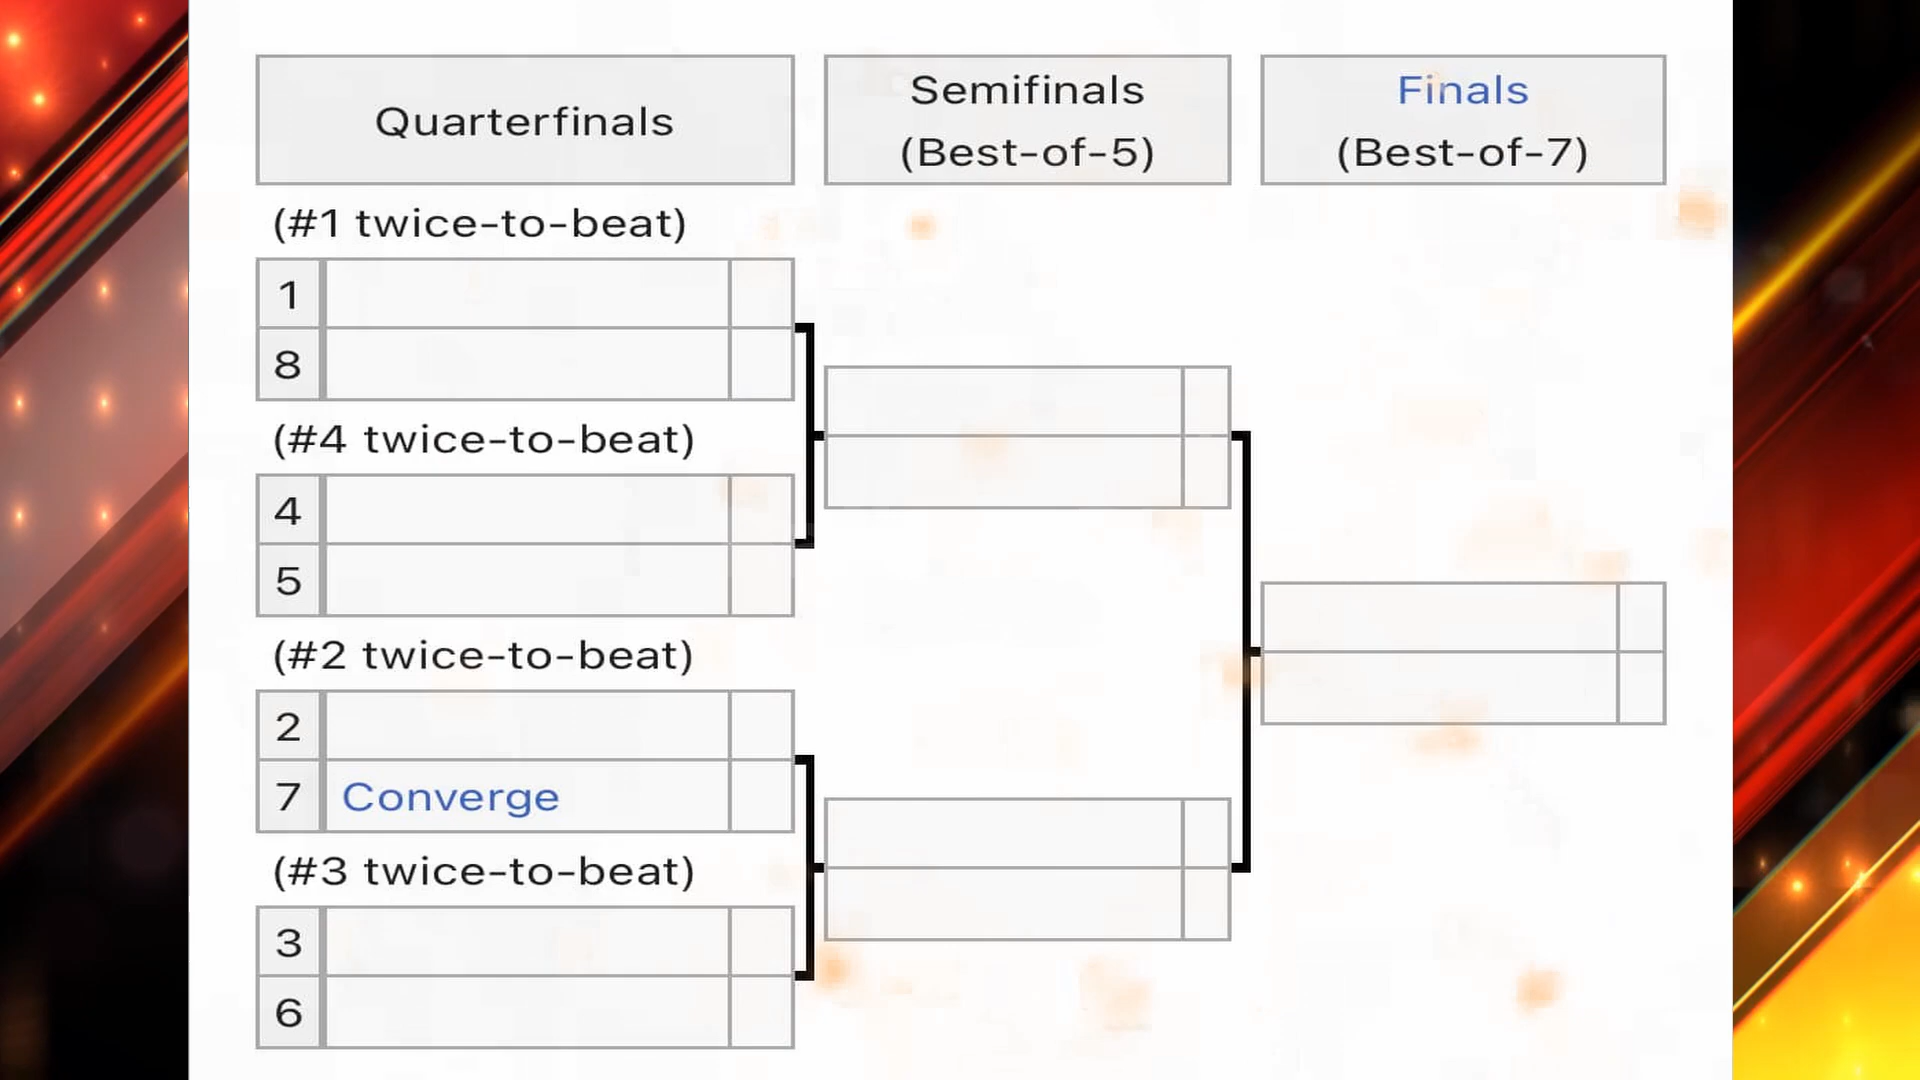 Quarterfinals
Semifinals
(Best-of-5)
Finals
(Best-of-7)
(#1 twice-to-beat)
1
8
(#4 twice-to-beat)
4
5
(#2 twice-to-beat)
2
7 Converge
(#3 twice-to-beat)
3
6